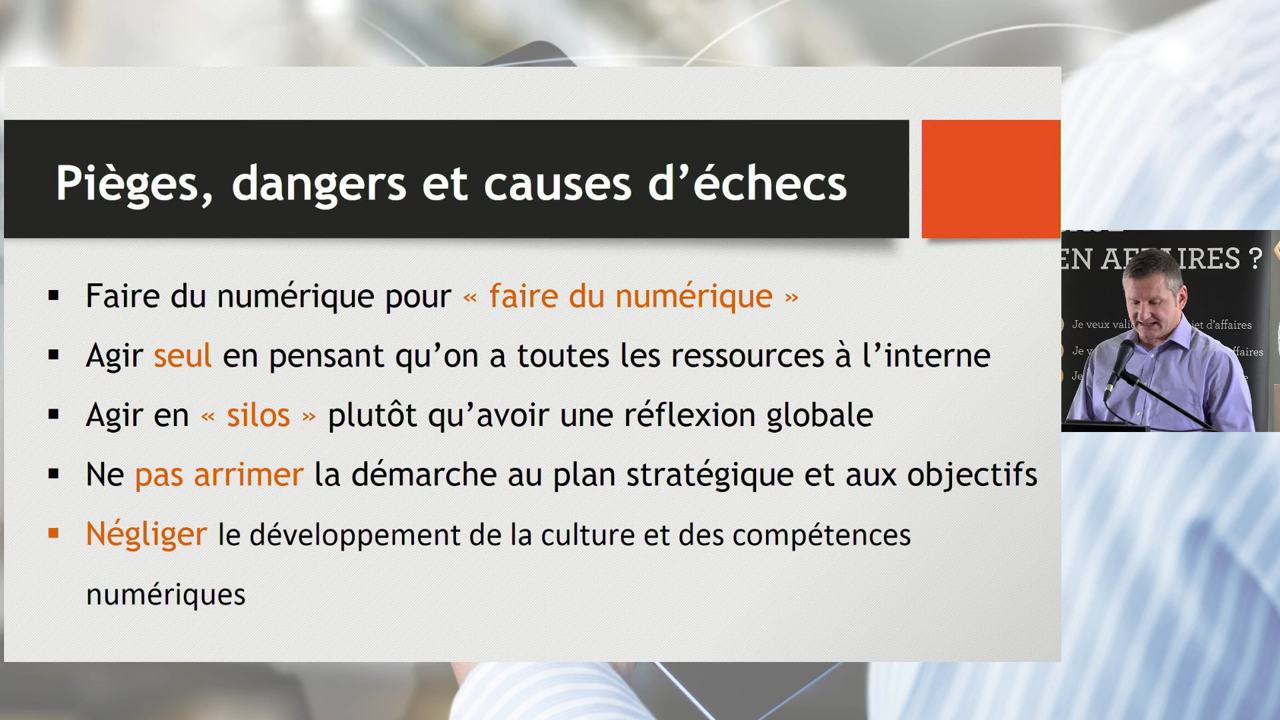 Pièges, dangers et causes d’échecs
▪ Faire du numérique pour « faire du numérique »
▪ Agir seul en pensant qu’on a toutes les ressources à l’interne
▪ Agir en « silos » plutôt qu’avoir une réflexion globale
▪ Ne pas arrimer la démarche au plan stratégique et aux objectifs
▪ Négliger le développement de la culture et des compétences
numériques
EN AFFAIRES ?
Je veux d’affaires
Je
Je